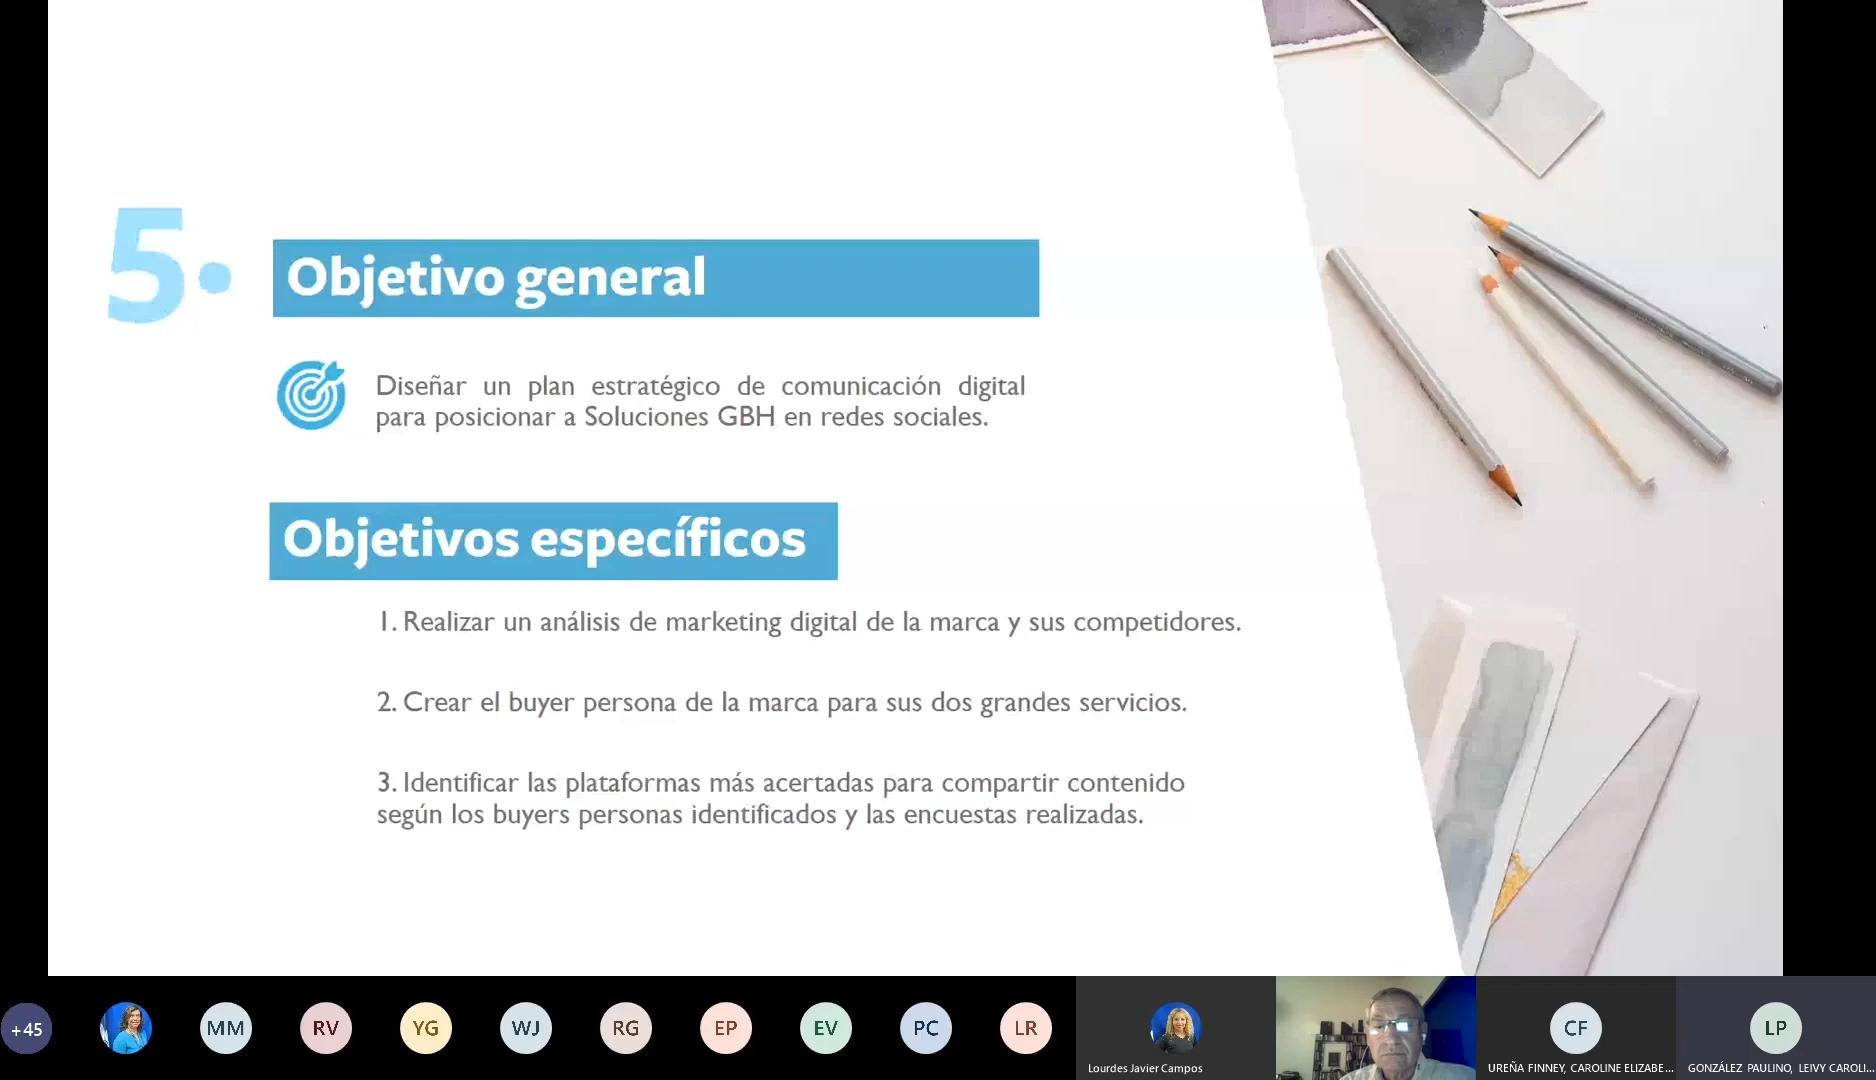 5.
Objetivo general
Diseñar un plan estratégico de comunicación digital
para posicionar a Soluciones GBH en redes sociales.
Objetivos específicos
1. Realizar un análisis de marketing digital de la marca y sus competidores.
2. Crear el buyer persona de la marca para sus dos grandes servicios.
3. Identificar las plataformas más acertadas para compartir contenido
según los buyers personas identificados y las encuestas realizadas.
+45
MM
RV
YG
WJ
RG
EP
EV
PC
LR
Lourdes Javier Campos
CF
UREÑA FINNEY, CAROLINE ELIZABE...
LP
GONZÁLEZ PAULINO, LEIVY CAROLI...